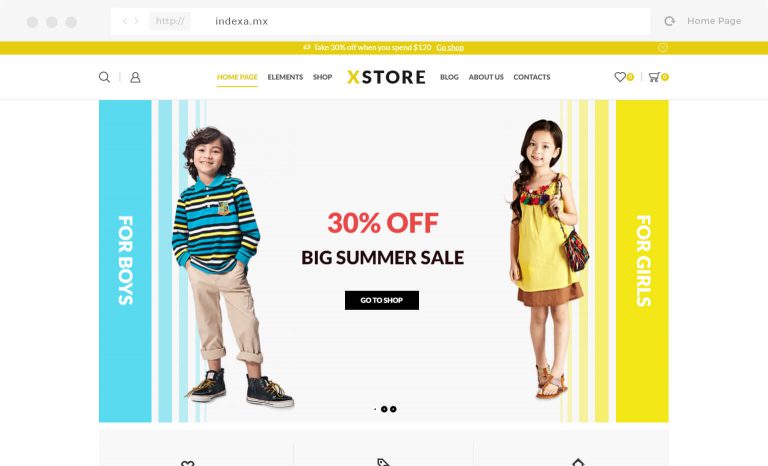 http://
indexa.mx
Home Page
Take 30% off when you spend $120 Go shop
HOME PAGE ELEMENTS SHOP XSTORE BLOG ABOUT US CONTACTS
0
0
FOR BOYS
30% OFF
BIG SUMMER SALE
GO TO SHOP
FOR GIRLS